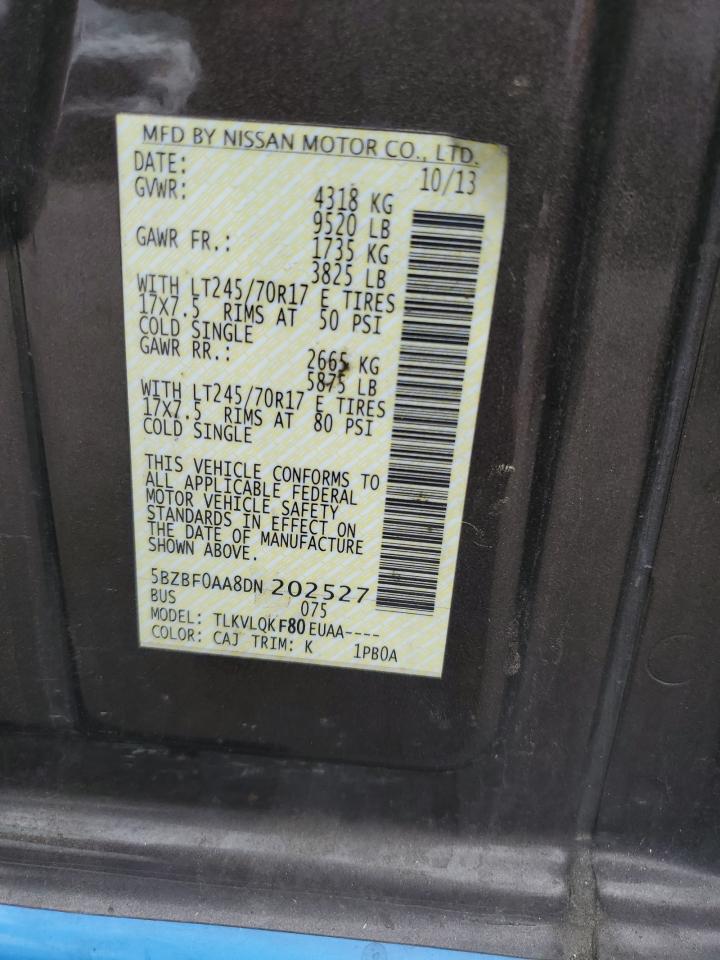 MFD BY NISSAN MOTOR CO., LTD.
DATE: 10/13
GVWR: 4318 KG
9520 LB
GAWR FR.: 1735 KG
3825 LB
WITH LT245/70R17 E TIRES
17X7.5 RIMS AT 50 PSI
COLD SINGLE
GAWR RR.: 2665 KG
5875 LB
WITH LT245/70R17 E TIRES
17X7.5 RIMS AT 80 PSI
COLD SINGLE
THIS VEHICLE CONFORMS TO
ALL APPLICABLE FEDERAL
MOTOR VEHICLE SAFETY
STANDARDS IN EFFECT ON
THE DATE OF MANUFACTURE
SHOWN ABOVE.
5BZBF0AA8DN 202527
BUS 075
MODEL: TLKVLQKF80EUAA----
COLOR: CAJ TRIM: K 1PB0A